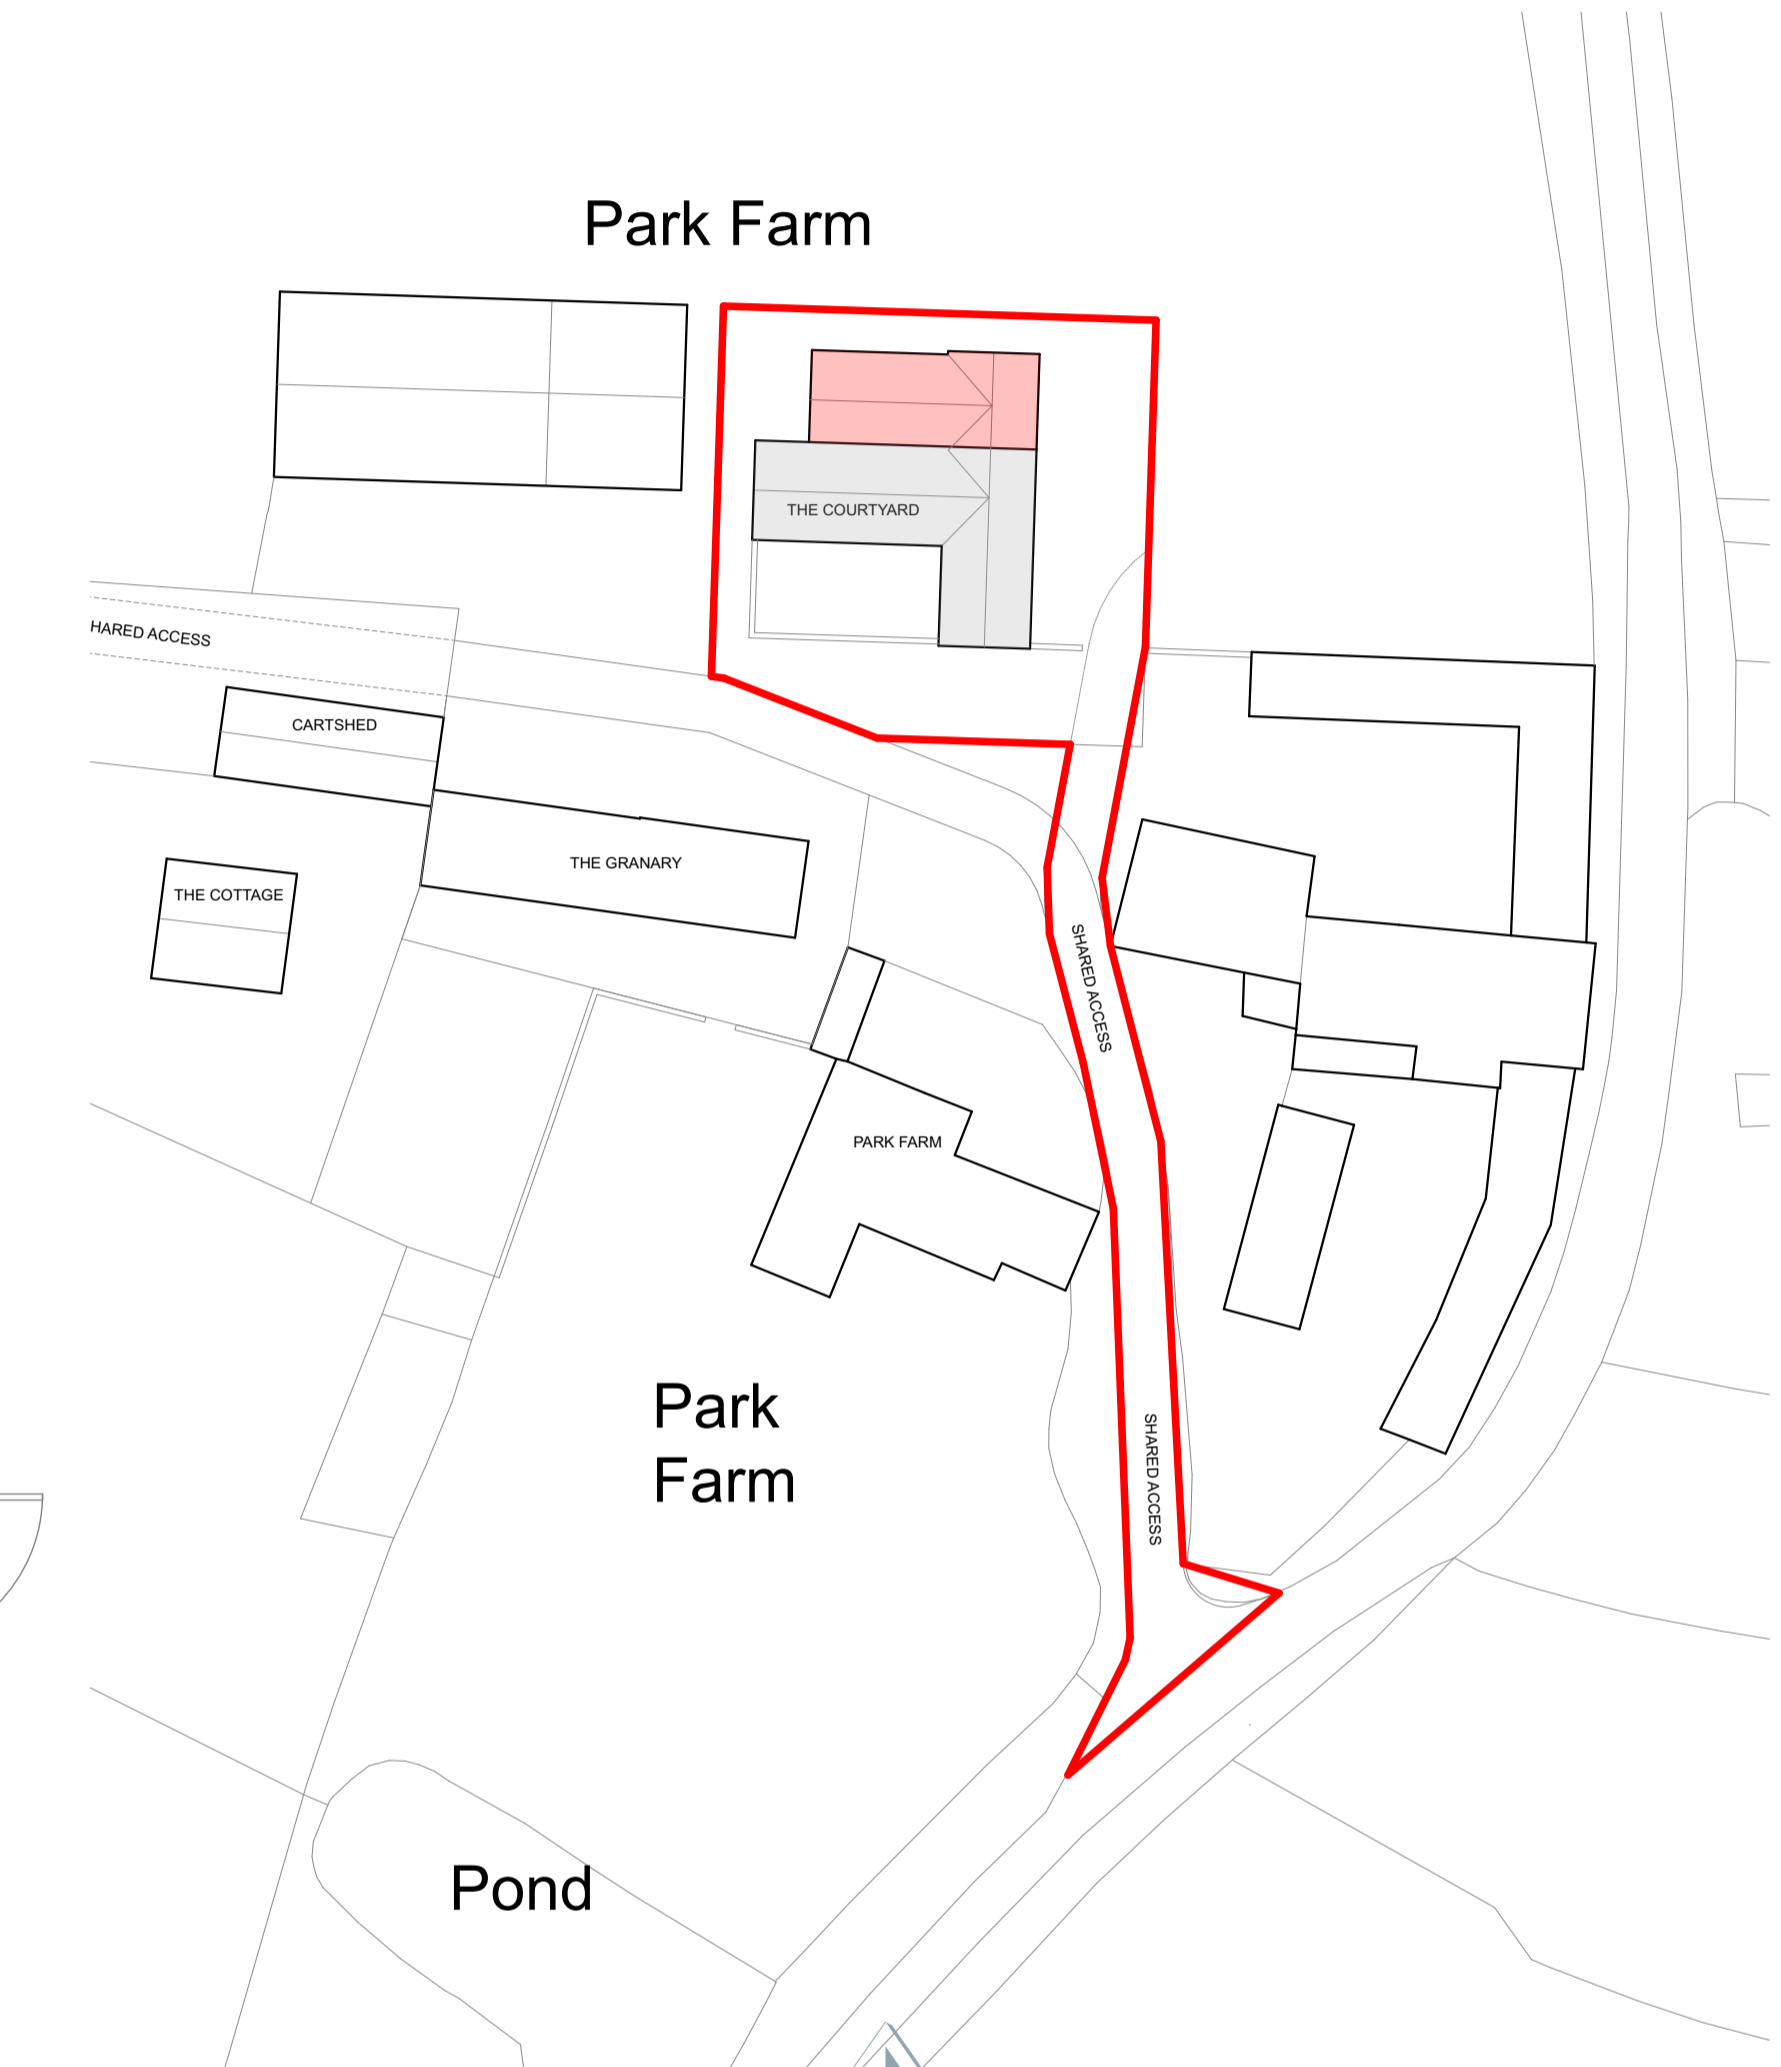 Park Farm
THE COURTYARD
HARED ACCESS
CARTSHED
THE GRANARY
THE COTTAGE
SHARED ACCESS
PARK FARM
Park
Farm
SHARED ACCESS
Pond